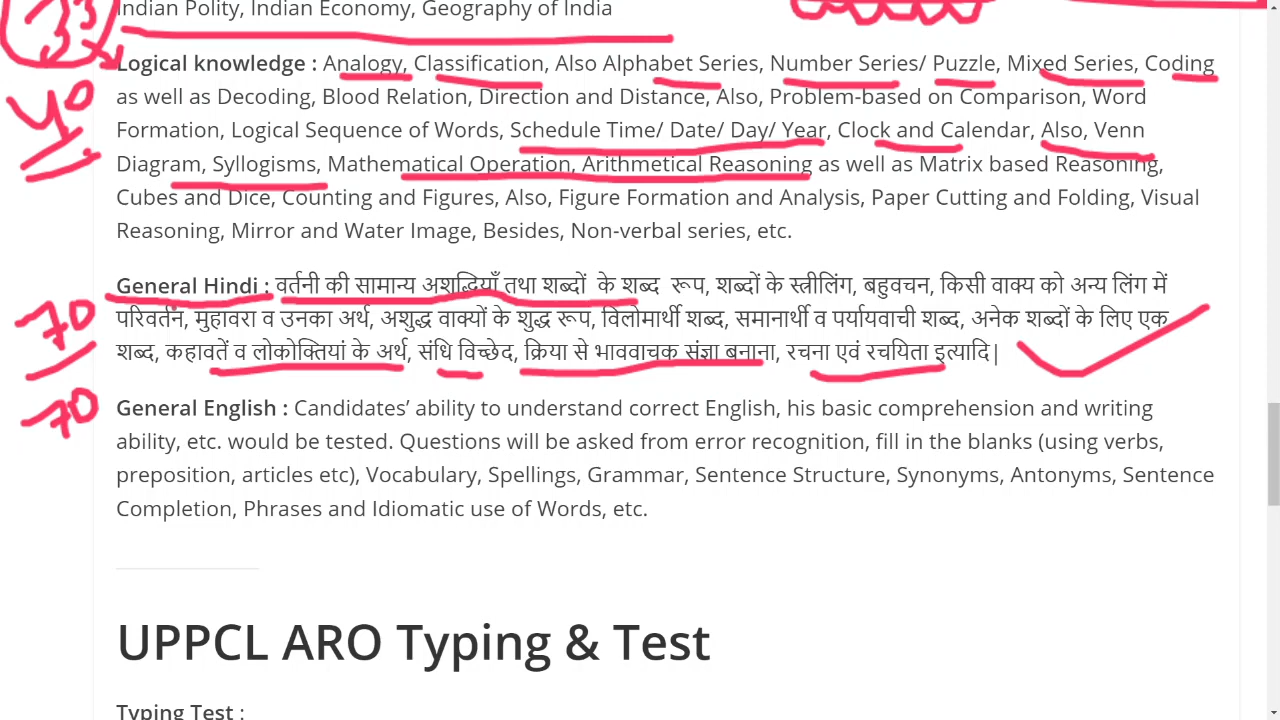 Indian Polity, Indian Economy, Geography of India
Logical knowledge : Analogy, Classification, Also Alphabet Series, Number Series/ Puzzle, Mixed Series, Coding
40
as well as Decoding, Blood Relation, Direction and Distance, Also, Problem-based on Comparison, Word
Formation, Logical Sequence of Words, Schedule Time/ Date/ Day/ Year, Clock and Calendar, Also, Venn
Diagram, Syllogisms, Mathematical Operation, Arithmetical Reasoning as well as Matrix based Reasoning,
Cubes and Dice, Counting and Figures, Also, Figure Formation and Analysis, Paper Cutting and Folding, Visual
Reasoning, Mirror and Water Image, Besides, Non-verbal series, etc.
General Hindi : वर्तनी की सामान्य अशद्धियाँ तथा शब्दों के शब्द रूप, शब्दों के स्त्रीलिंग, बहुवचन, किसी वाक्य को अन्य लिंग में
70
परिवर्तन, मुहावरा व उनका अर्थ, अशुद्ध वाक्यों के शुद्ध रूप, विलोमार्थी शब्द, समानार्थी व पर्यायवाची शब्द, अनेक शब्दों के लिए एक
शब्द, कहावतें व लोकोक्तियां के अर्थ, संधि विच्छेद, क्रिया से भाववाचक संज्ञा बनाना, रचना एवं रचयिता इत्यादि|
70
General English : Candidates’ ability to understand correct English, his basic comprehension and writing
ability, etc. would be tested. Questions will be asked from error recognition, fill in the blanks (using verbs,
preposition, articles etc), Vocabulary, Spellings, Grammar, Sentence Structure, Synonyms, Antonyms, Sentence
Completion, Phrases and Idiomatic use of Words, etc.
UPPCL ARO Typing & Test
Typing Test :